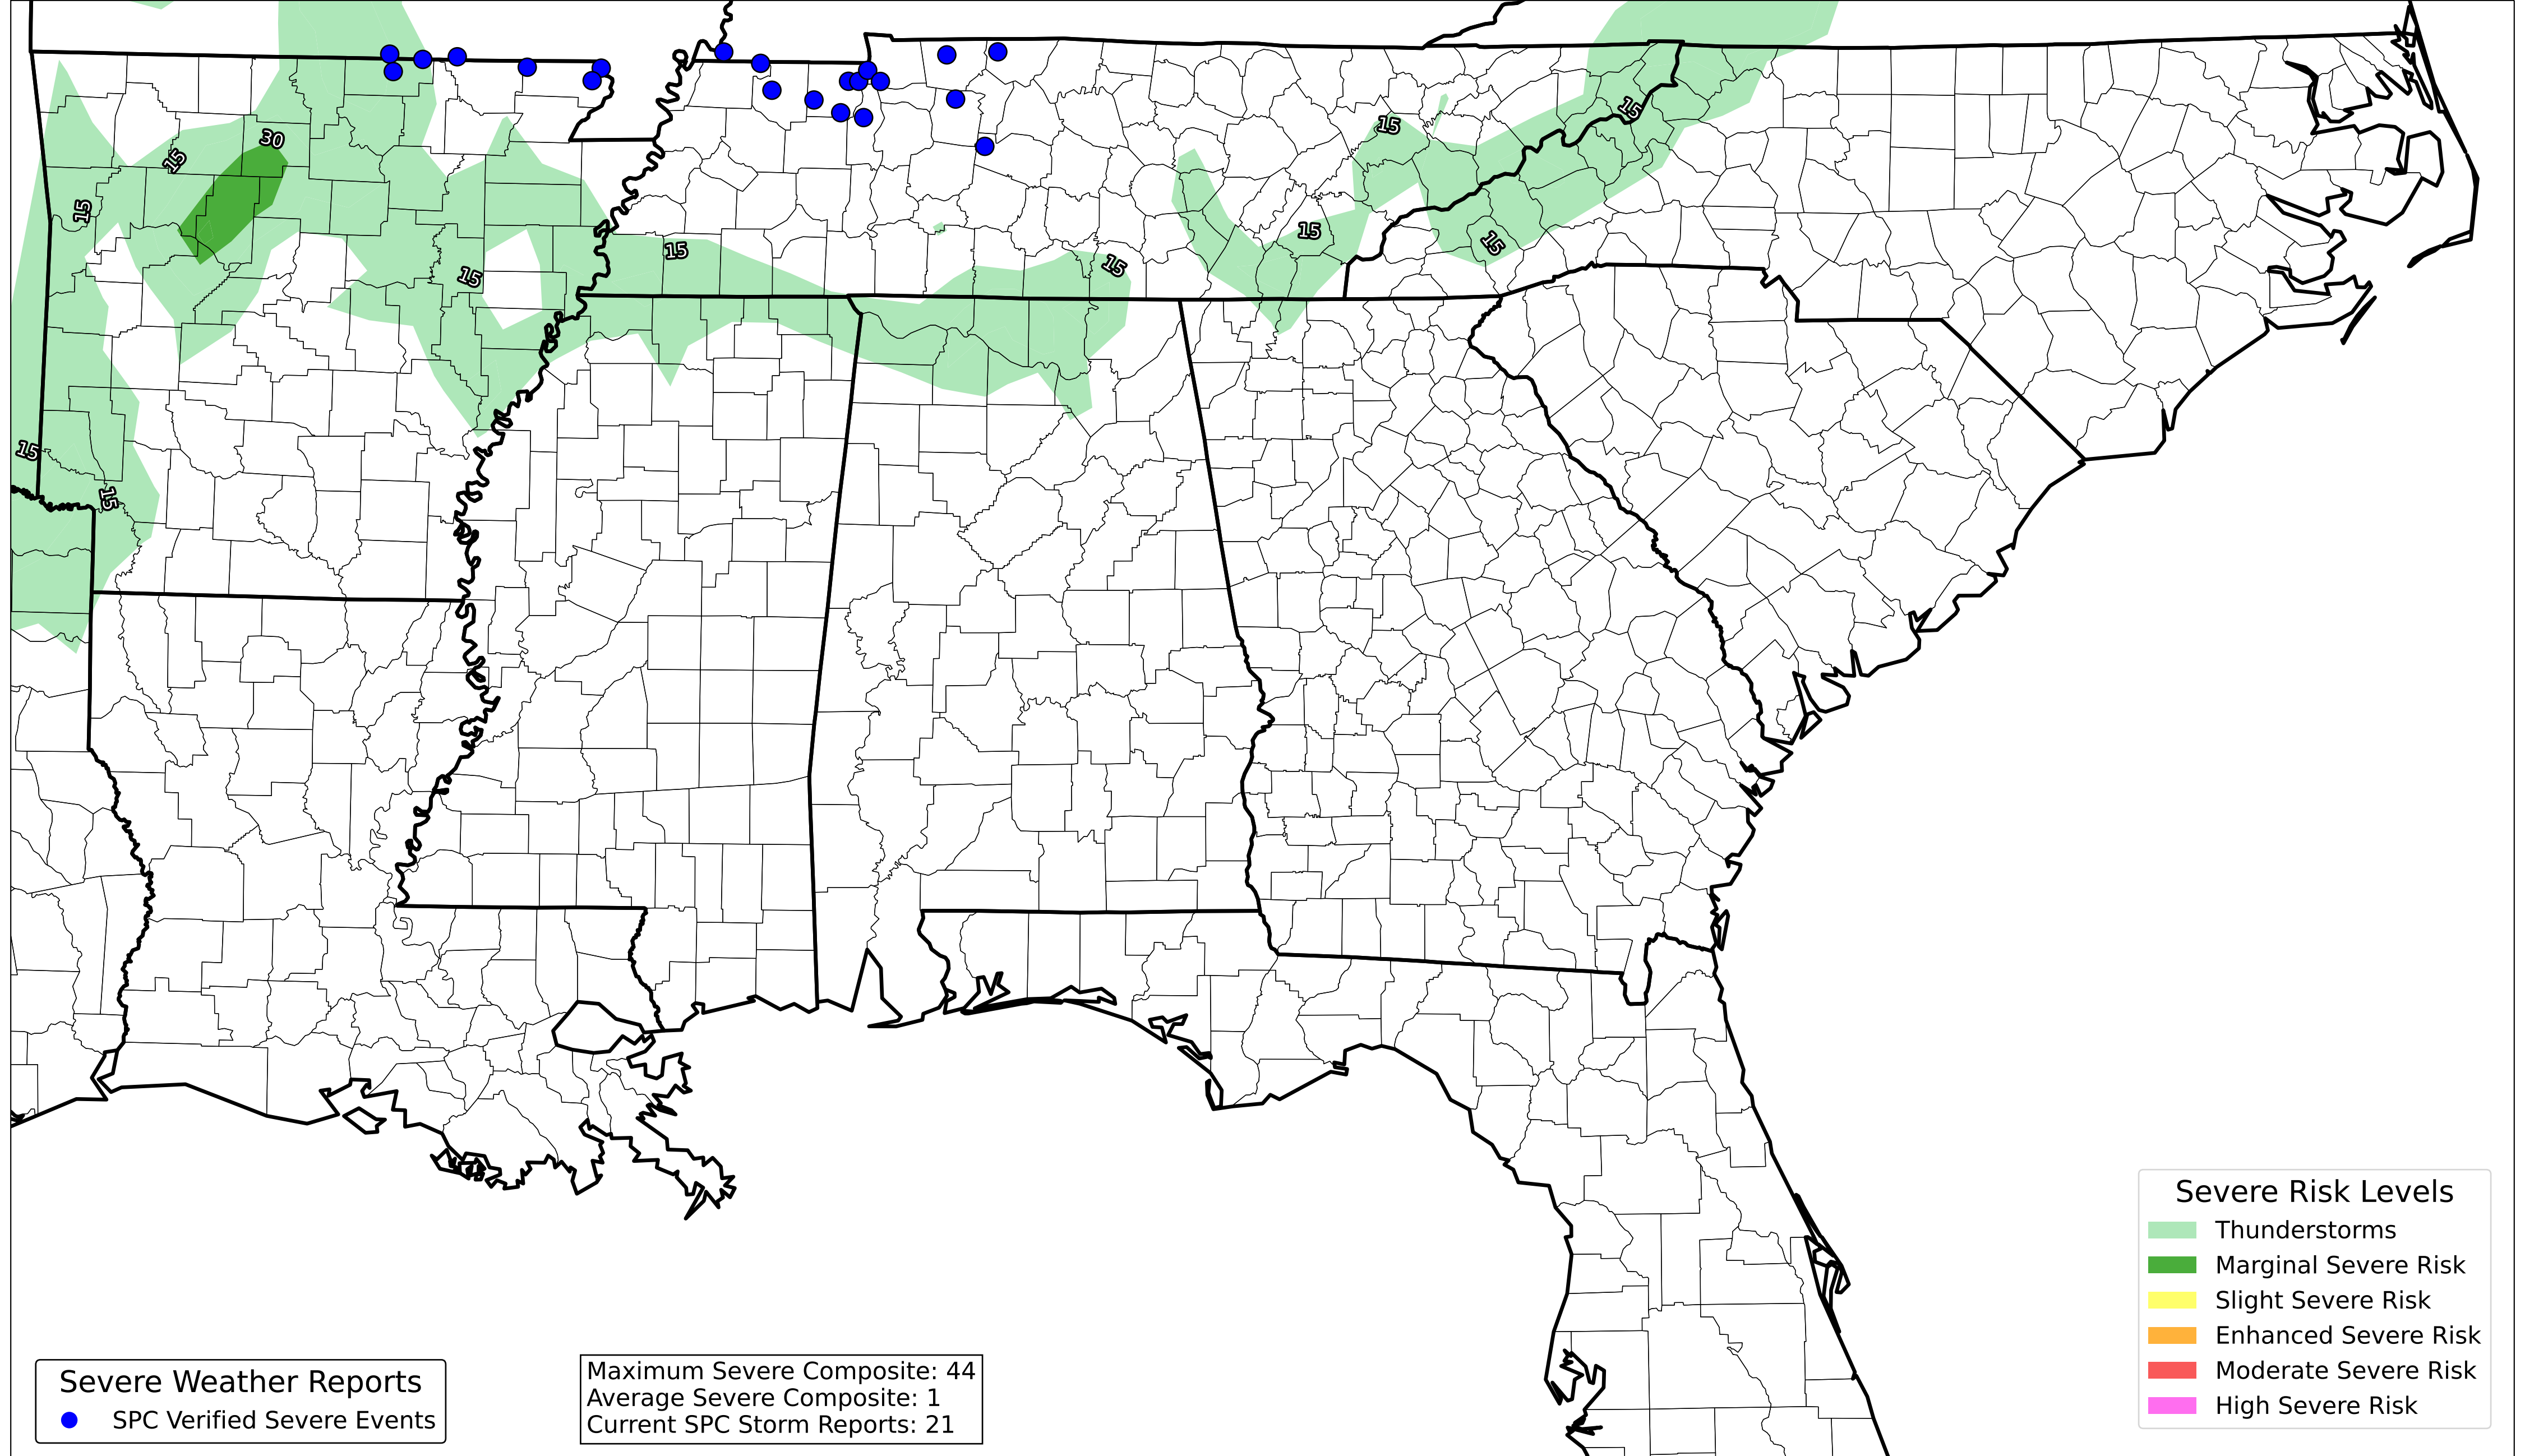 15
30
15
15
15
15
15
15
15
15
15
15
15
Severe Risk Levels
Thunderstorms
Marginal Severe Risk
Slight Severe Risk
Enhanced Severe Risk
Moderate Severe Risk
High Severe Risk
Severe Weather Reports
SPC Verified Severe Events
Maximum Severe Composite: 44
Average Severe Composite: 1
Current SPC Storm Reports: 21